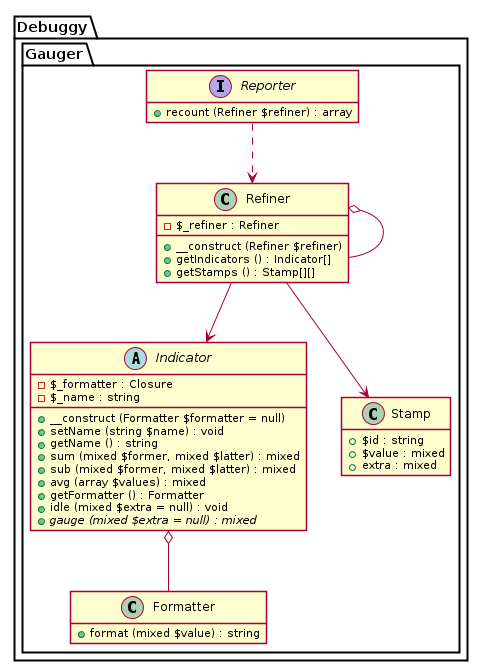 Debuggy
Gauger
I Reporter
recount (Refiner $refiner) : array
C Refiner
$_refiner : Refiner
__construct (Refiner $refiner)
getIndicators () : Indicator[]
getStamps () : Stamp[][]
A Indicator
$_formatter : Closure
$_name : string
__construct (Formatter $formatter = null)
setName (string $name) : void
getName () : string
sum (mixed $former, mixed $latter) : mixed
sub (mixed $former, mixed $latter) : mixed
avg (array $values) : mixed
getFormatter () : Formatter
idle (mixed $extra = null) : void
gauge (mixed $extra = null) : mixed
C Stamp
$id : string
$value : mixed
extra : mixed
C Formatter
format (mixed $value) : string